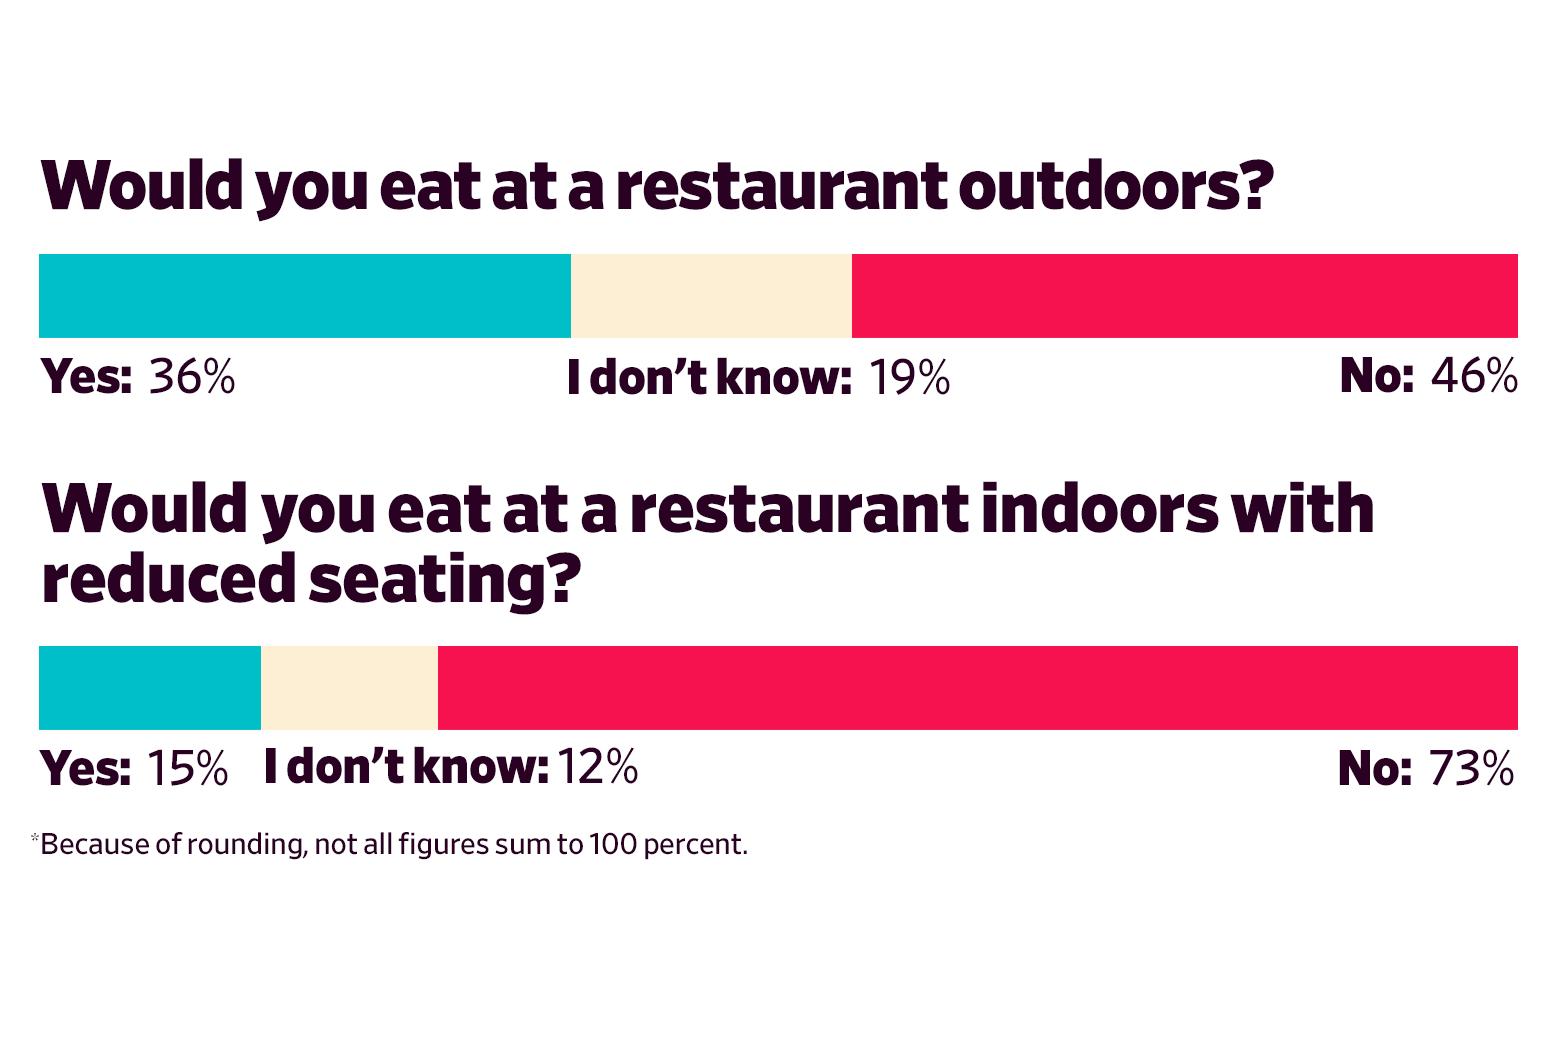 Would you eat at a restaurant outdoors?
Yes: 36% I don’t know: 19% No: 46%
Would you eat at a restaurant indoors with
reduced seating?
Yes: 15% I don’t know: 12% No: 73%
*Because of rounding, not all figures sum to 100 percent.